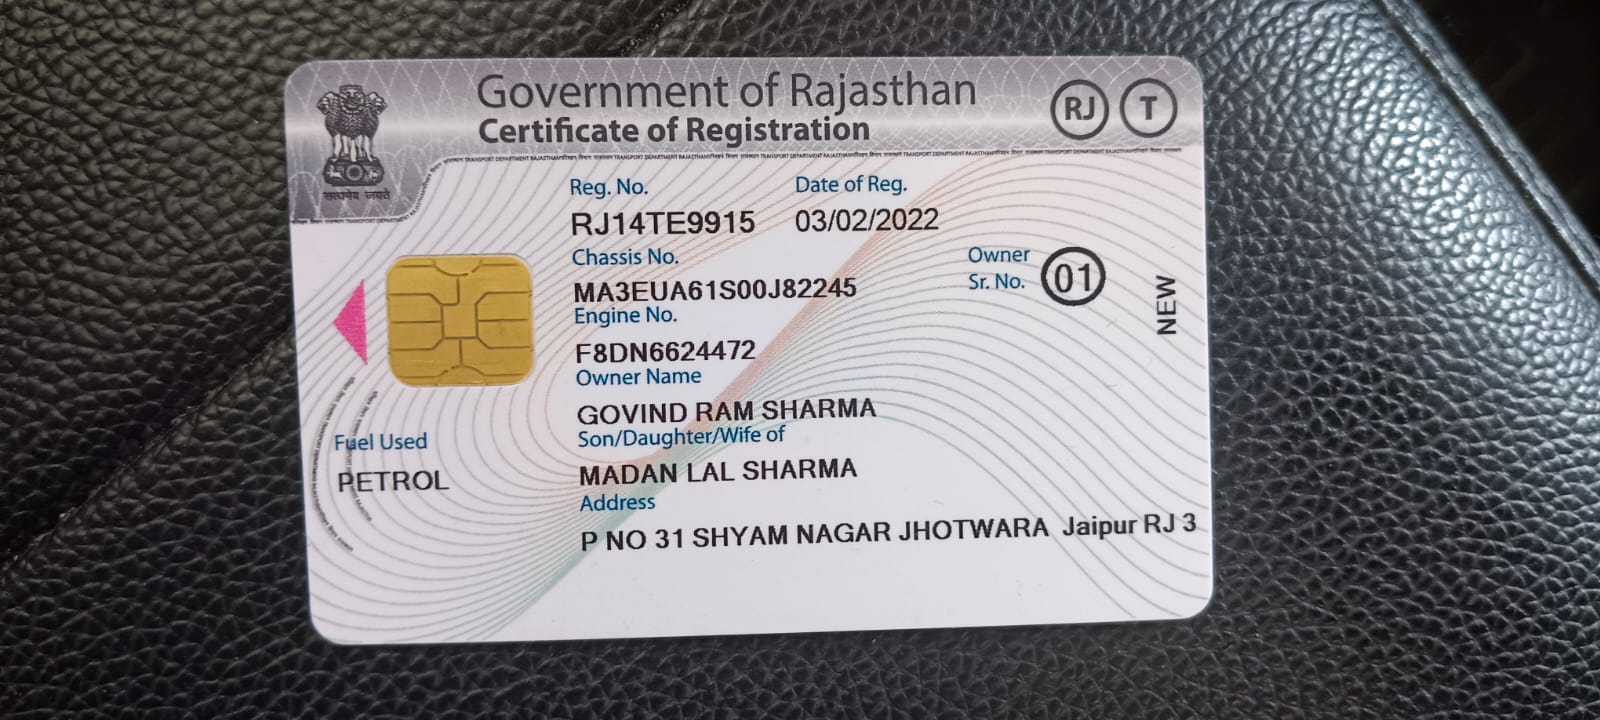 Government of Rajasthan
Certificate of Registration
RJ T
सत्यमेव जयते
Reg. No. Date of Reg.
RJ14TE9915 03/02/2022
Chassis No.
MA3EUA61S00J82245
Owner
Sr. No. 01
NEW
Engine No.
F8DN6624472
Owner Name
GOVIND RAM SHARMA
Son/Daughter/Wife of
MADAN LAL SHARMA
Fuel Used
PETROL
Address
P NO 31 SHYAM NAGAR JHOTWARA Jaipur RJ 3